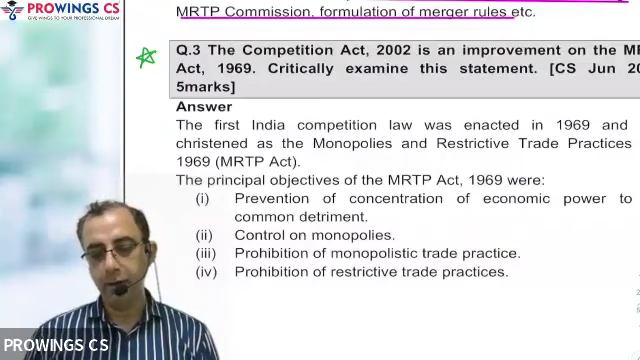 PROWINGS CS
GIVE WINGS TO YOUR PROFESSIONAL DREAM
MRTP Commission, formulation of merger rules etc.
Q.3 The Competition Act, 2002 is an improvement on the
Act, 1969. Critically examine this statement. [CS Jun
5marks]
Answer
The first India competition law was enacted in 1969 and
christened as the Monopolies and Restrictive Trade Practices
1969 (MRTP Act).
The principal objectives of the MRTP Act, 1969 were:
(i) Prevention of concentration of economic power to
common detriment.
(ii) Control on monopolies.
(iii) Prohibition of monopolistic trade practice.
(iv) Prohibition of restrictive trade practices.
PROWINGS CS